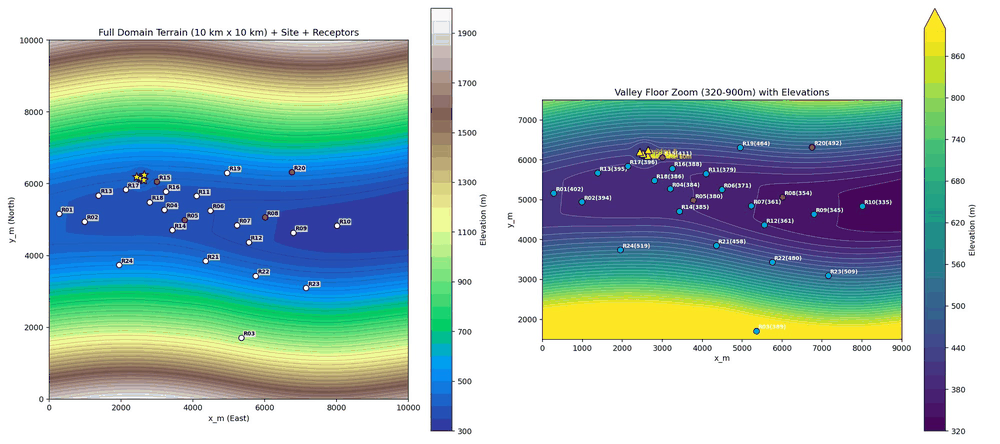 Full Domain Terrain (10 km x 10 km) + Site + Receptors
10000
8000
6000
4000
2000
0
y_m (North)
0
2000
4000
6000
8000
10000
x_m (East)
R19
R20
R15
R17
R16
R13
R11
R18
R04
R06
R01
R02
R05
R08
R07
R14
R10
R09
R12
R21
R24
R22
R23
R03
1900
1700
1500
1300
1100
900
700
500
300
Elevation (m)
Valley Floor Zoom (320-900m) with Elevations
7000
6000
5000
4000
3000
2000
y_m
0
1000
2000
3000
4000
5000
6000
7000
8000
9000
x_m
R19(464)
R20(492)
R17(396)
R16(388)
R13(395)
R11(379)
R18(386)
R04(384)
R06(371)
R01(402)
R02(394)
R05(380)
R08(354)
R07(361)
R14(385)
R10(335)
R09(345)
R12(361)
R21(458)
R24(519)
R22(480)
R23(509)
860
800
740
680
620
560
500
440
380
320
Elevation (m)